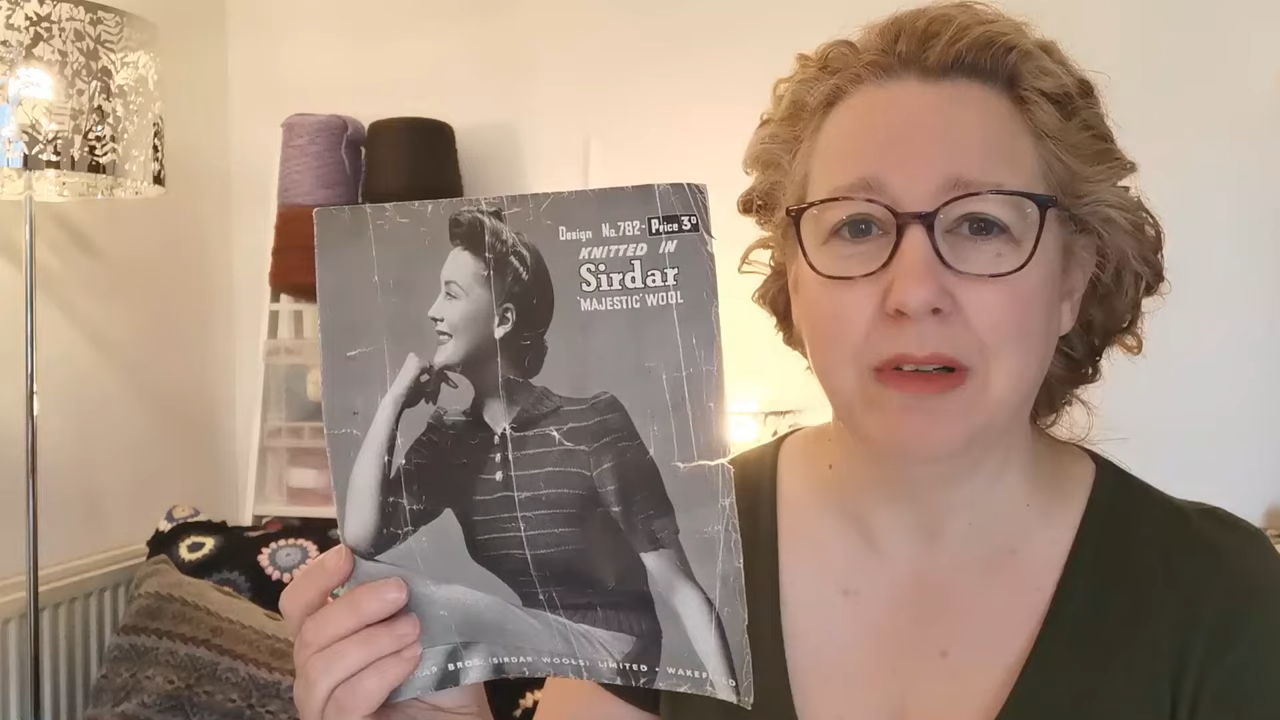 Design No.782- Price 3ᴰ
KNITTED IN
Sirdar
'MAJESTIC' WOOL
BROS. (SIRDAR WOOLS) LIMITED • WAKEFIELD